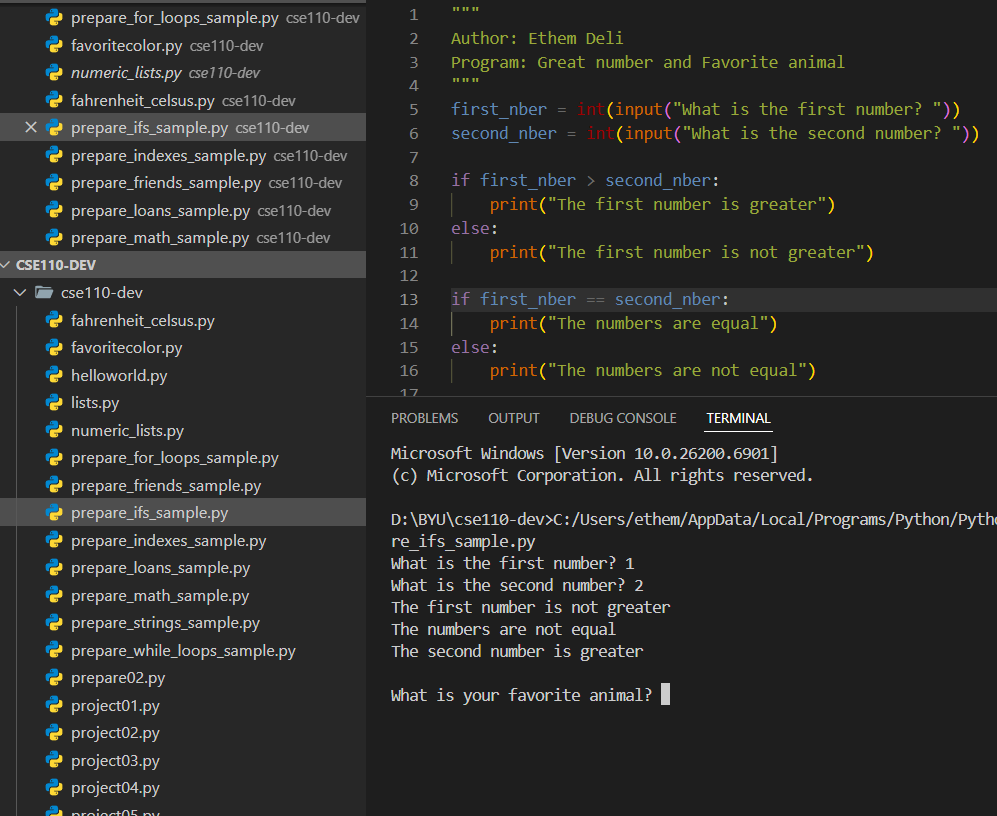 prepare_for_loops_sample.py cse110-dev
favoritecolor.py cse110-dev
numeric_lists.py cse110-dev
fahrenheit_celsus.py cse110-dev
prepare_ifs_sample.py cse110-dev
prepare_indexes_sample.py cse110-dev
prepare_friends_sample.py cse110-dev
prepare_loans_sample.py cse110-dev
prepare_math_sample.py cse110-dev
CSE110-DEV
cse110-dev
fahrenheit_celsus.py
favoritecolor.py
helloworld.py
lists.py
numeric_lists.py
prepare_for_loops_sample.py
prepare_friends_sample.py
prepare_ifs_sample.py
prepare_indexes_sample.py
prepare_loans_sample.py
prepare_math_sample.py
prepare_strings_sample.py
prepare_while_loops_sample.py
prepare02.py
project01.py
project02.py
project03.py
project04.py
project05.py
1 """
2 Author: Ethem Deli
3 Program: Great number and Favorite animal
4 """
5 first_nber = int(input("What is the first number? "))
6 second_nber = int(input("What is the second number? "))
7
8 if first_nber > second_nber:
9     print("The first number is greater")
10 else:
11     print("The first number is not greater")
12
13 if first_nber == second_nber:
14     print("The numbers are equal")
15 else:
16     print("The numbers are not equal")
17
PROBLEMS OUTPUT DEBUG CONSOLE TERMINAL
Microsoft Windows [Version 10.0.26200.6901]
(c) Microsoft Corporation. All rights reserved.
D:\BYU\cse110-dev>C:/Users/ethem/AppData/Local/Programs/Python/Pytho
re_ifs_sample.py
What is the first number? 1
What is the second number? 2
The first number is not greater
The numbers are not equal
The second number is greater
What is your favorite animal?